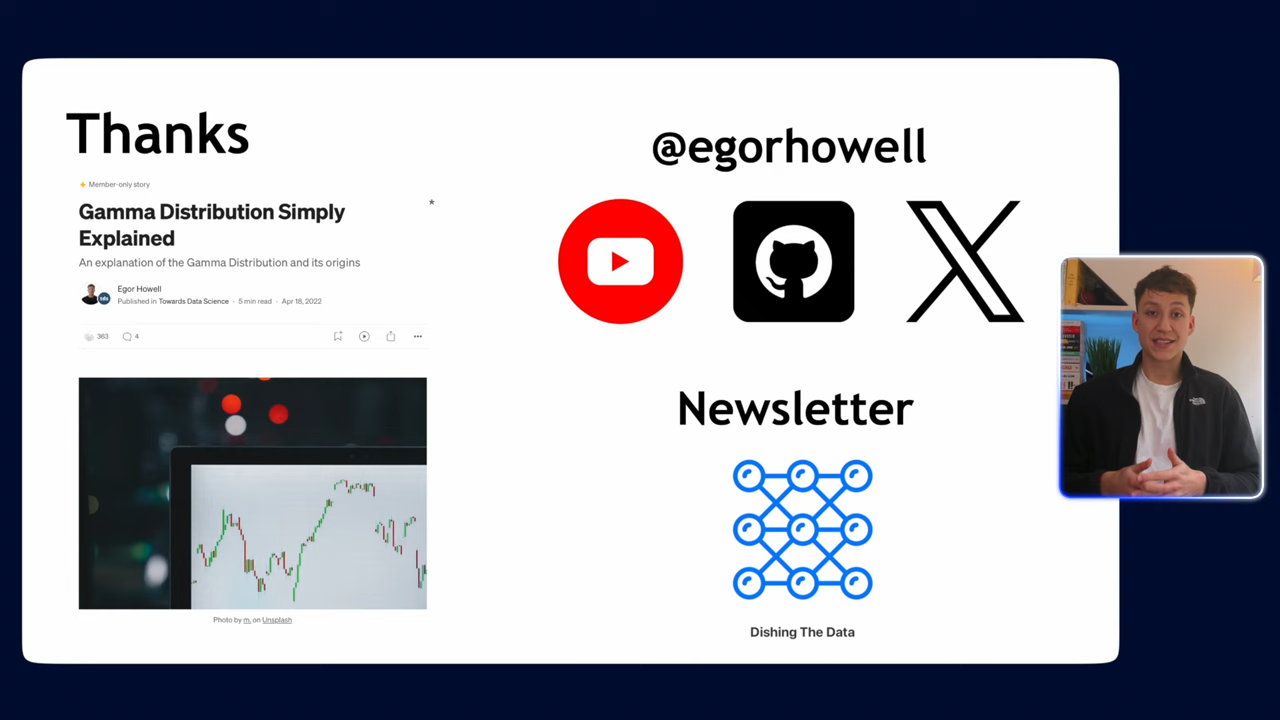 Thanks
Member-only story
Gamma Distribution Simply
Explained
An explanation of the Gamma Distribution and its origins
Egor Howell
Published in Towards Data Science · 5 min read · Apr 18, 2022
363
4
Photo by m. on Unsplash
@egorhowell
Newsletter
Dishing The Data